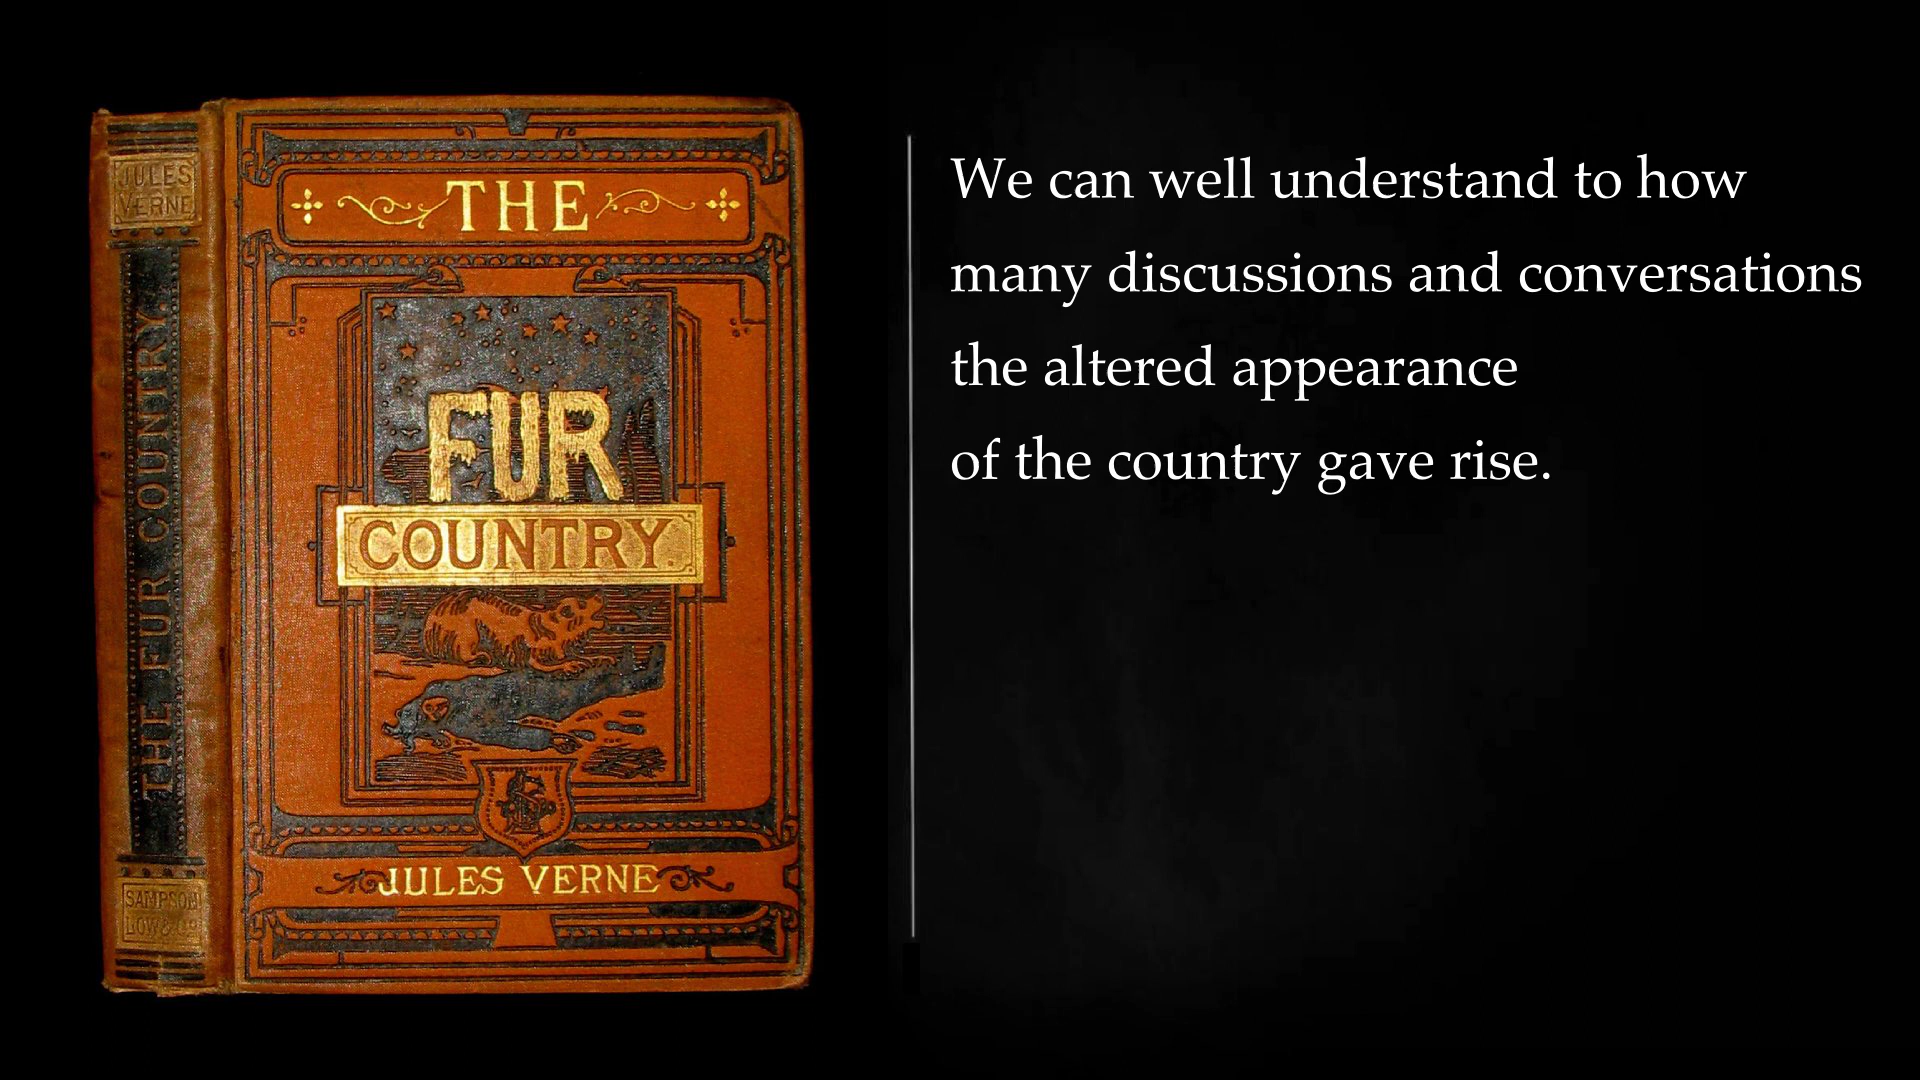 JULES
VERNE
THE FUR COUNTRY.
SAMPSON
LOW & Co
THE
FUR
COUNTRY.
JULES VERNE
We can well understand to how
many discussions and conversations
the altered appearance
of the country gave rise.